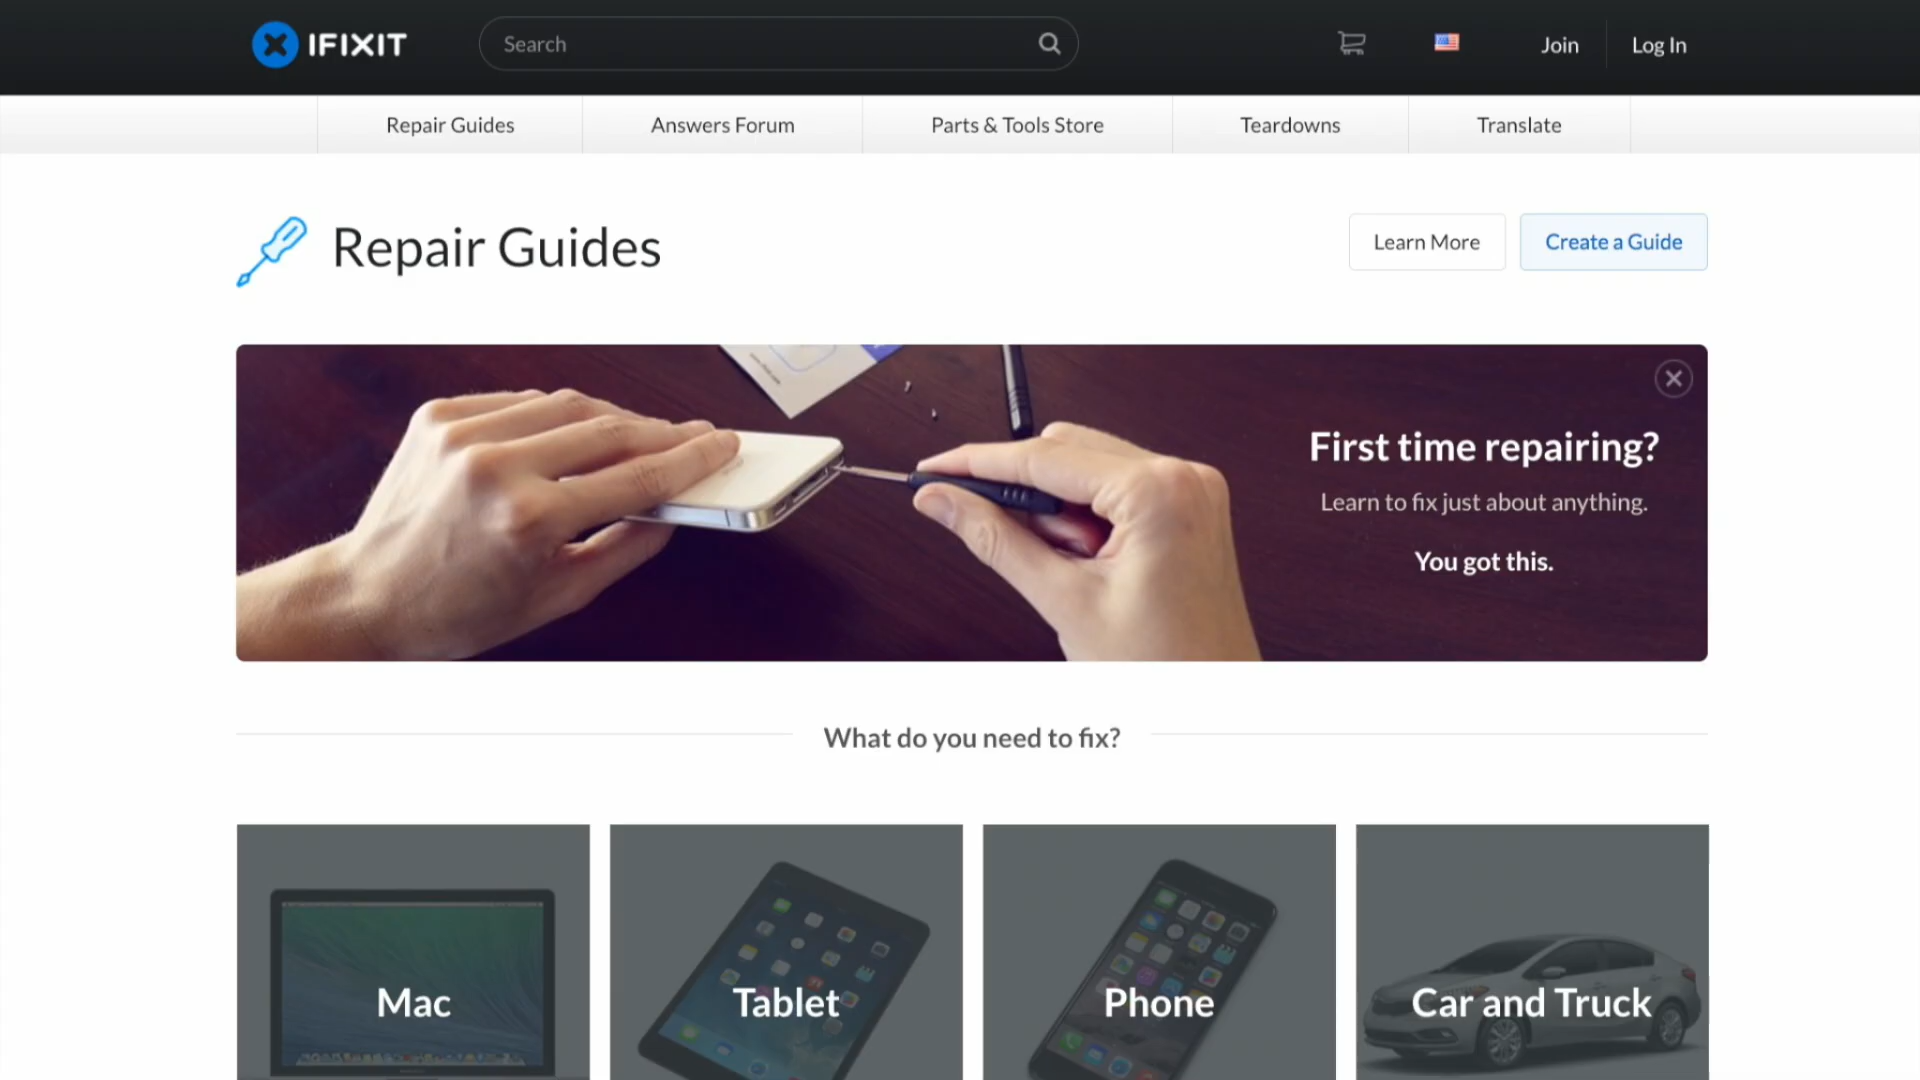 IFIXIT
Search
Join
Log In
Repair Guides
Answers Forum
Parts & Tools Store
Teardowns
Translate
Repair Guides
Learn More
Create a Guide
First time repairing?
Learn to fix just about anything.
You got this.
What do you need to fix?
Mac
Tablet
Phone
Car and Truck